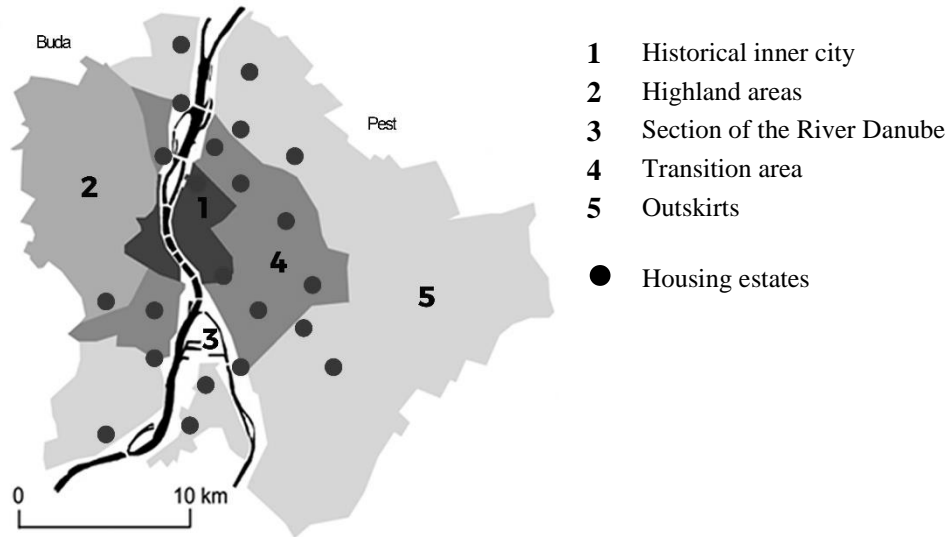 Buda
Pest
2
1
4
5
3
0 10 km
1 Historical inner city
2 Highland areas
3 Section of the River Danube
4 Transition area
5 Outskirts
Housing estates